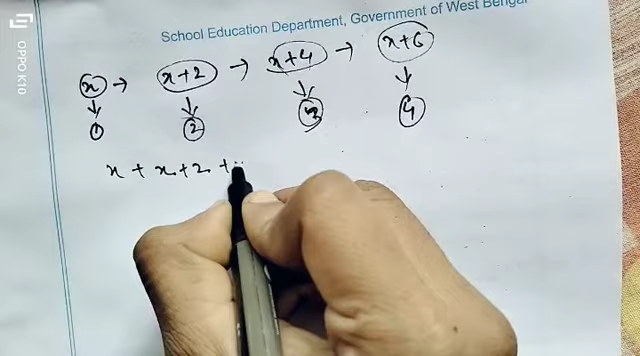 School Education Department, Government of West Bengal
x → x+2 → x+4 → x+6
↓ ↓ ↓ ↓
1 2 3 4
x + x+2 +
OPPO K10